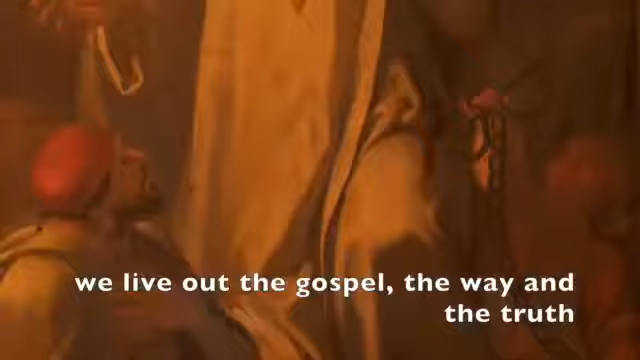 we live out the gospel, the way and
the truth